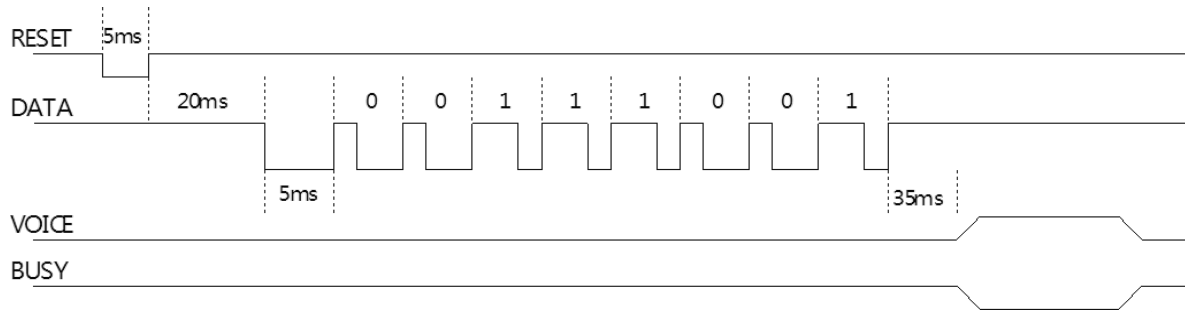 RESET 5ms
DATA 20ms 0 0 1 1 1 0 0 1
5ms 35ms
VOICE
BUSY